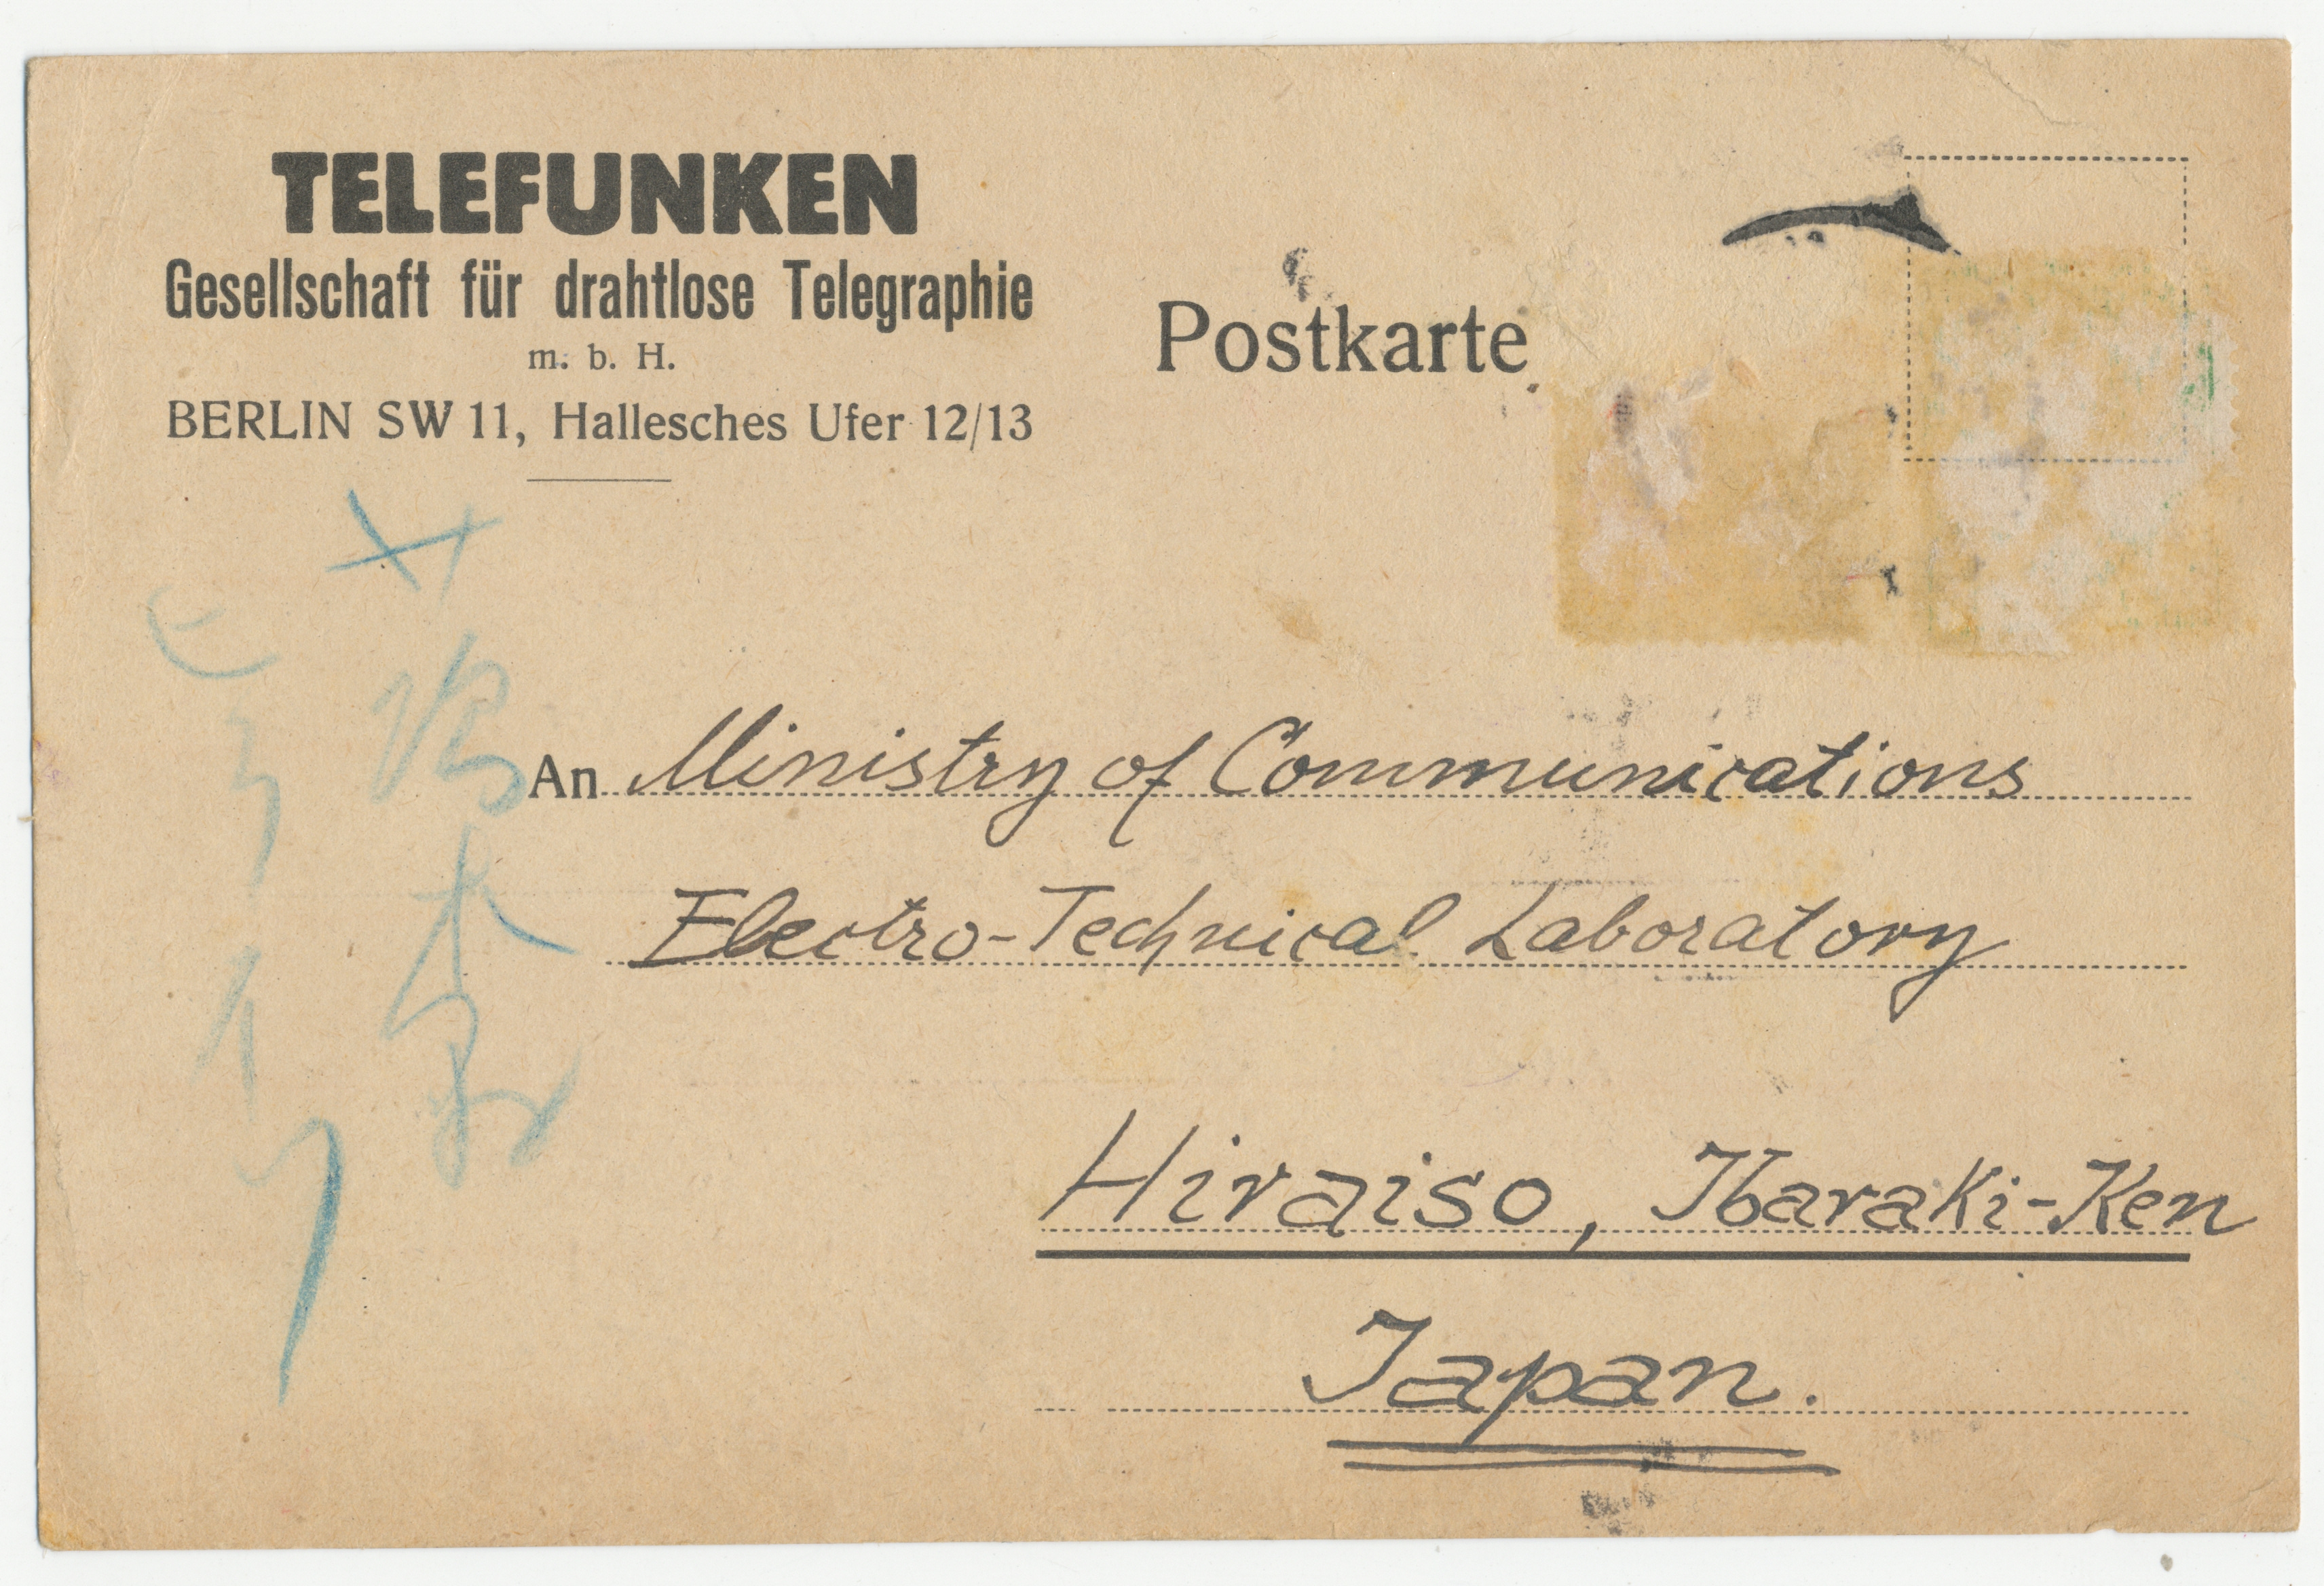 TELEFUNKEN
Gesellschaft für drahtlose Telegraphie
m. b. H.
BERLIN SW 11, Hallesches Ufer 12/13
Postkarte
An Ministry of Communications
Electro-Technical Laboratory
Hiraiso, Ibaraki-Ken
Japan.